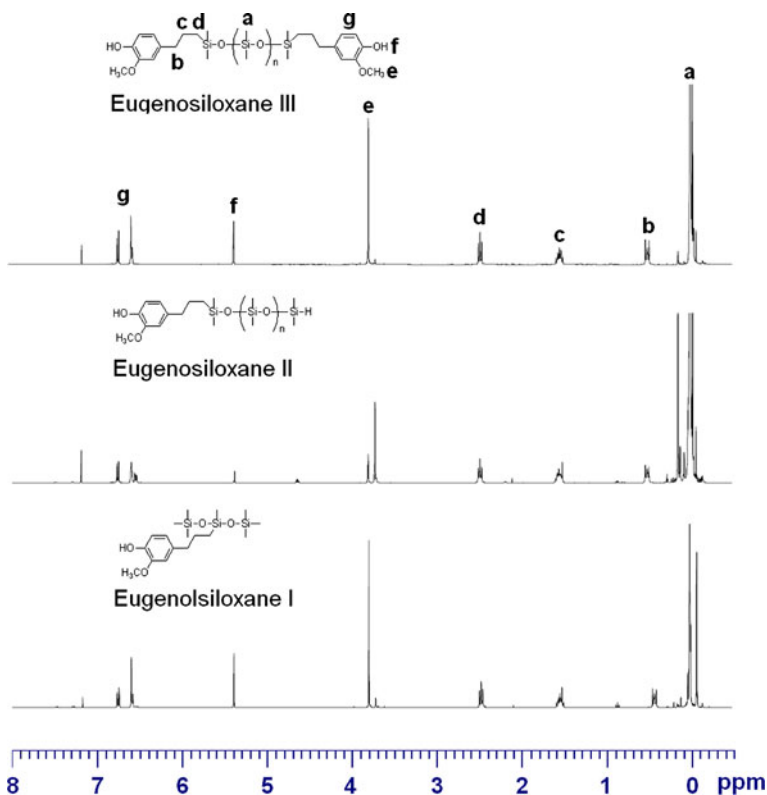 c d a g
HO Si—O—(Si—O)n—Si OH f
H₃CO b OCH₃ e
Eugenosiloxane III
a
e
g f d c b
HO Si—O—(Si—O)n—Si—H
H₃CO
Eugenosiloxane II
Si—O—Si—O—Si
HO
H₃CO
Eugenolsiloxane I
8 7 6 5 4 3 2 1 0 ppm